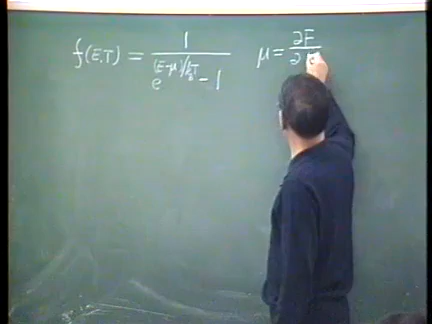 f(E,T) = 1 / (e^((E-μ)/k_B T) - 1) μ = ∂F / ∂